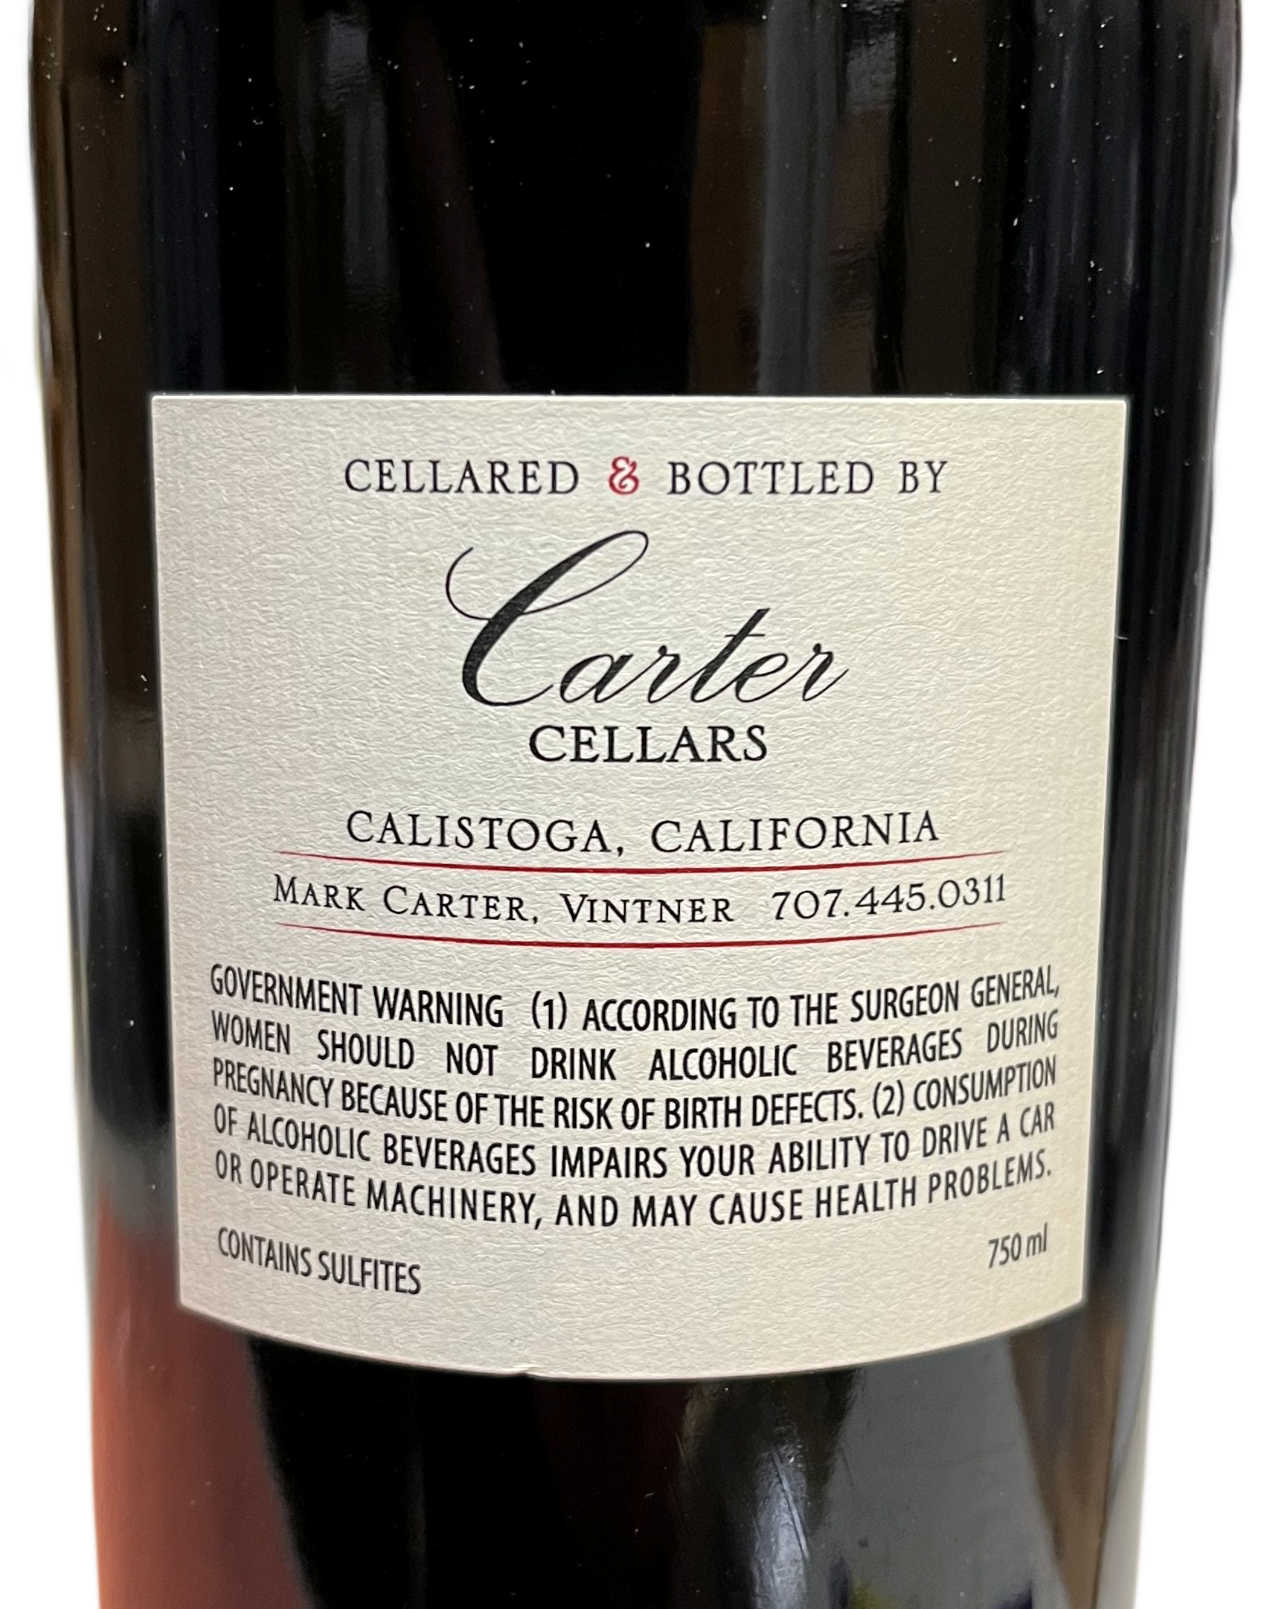 CELLARED & BOTTLED BY
Carter
CELLARS
CALISTOGA, CALIFORNIA
MARK CARTER, VINTNER 707.445.0311
GOVERNMENT WARNING (1) ACCORDING TO THE SURGEON GENERAL,
WOMEN SHOULD NOT DRINK ALCOHOLIC BEVERAGES DURING
PREGNANCY BECAUSE OF THE RISK OF BIRTH DEFECTS. (2) CONSUMPTION
OF ALCOHOLIC BEVERAGES IMPAIRS YOUR ABILITY TO DRIVE A CAR
OR OPERATE MACHINERY, AND MAY CAUSE HEALTH PROBLEMS.
CONTAINS SULFITES 750 ml